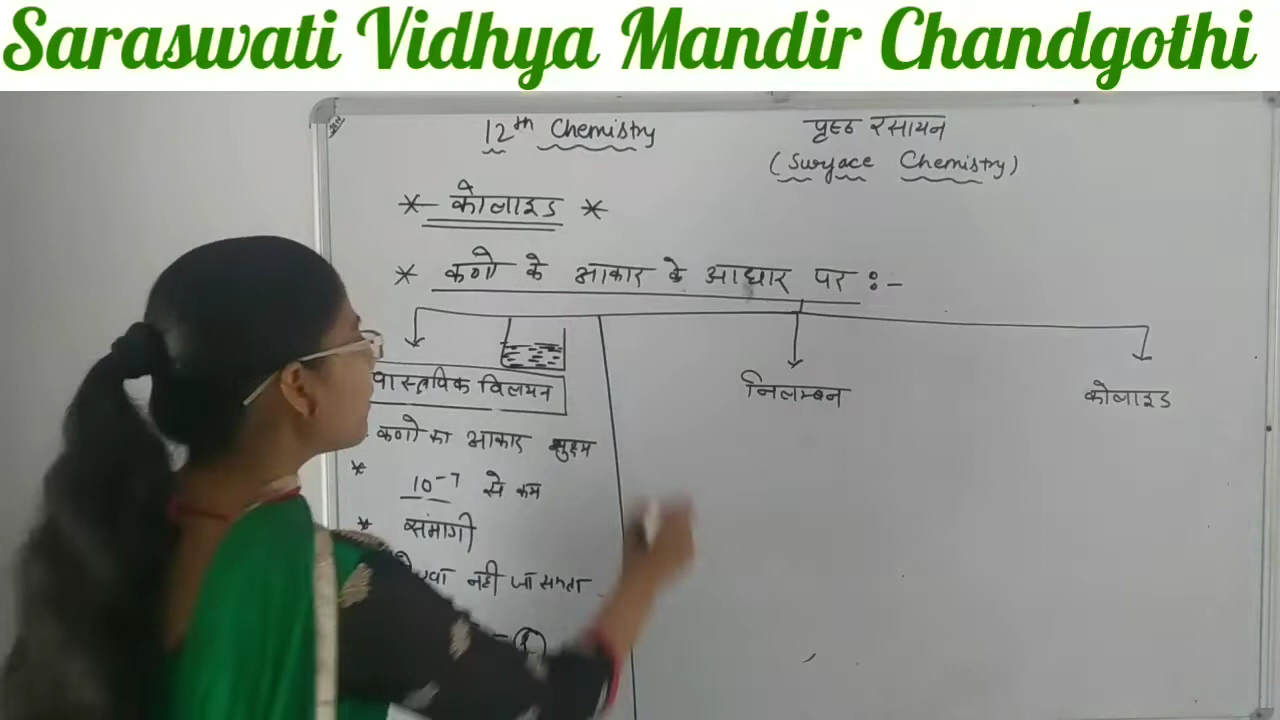 Saraswati Vidhya Mandir Chandgothi
12th Chemistry
पृष्ठ रसायन
(Surface Chemistry)
* कोलाइड *
* कणो के आकार के आधार पर :-
वास्तविक विलयन
निलम्बन
कोलाइड
कणो का आकार सुक्ष्म
* 10-7 से कम
* संमागी
नही जा सकता